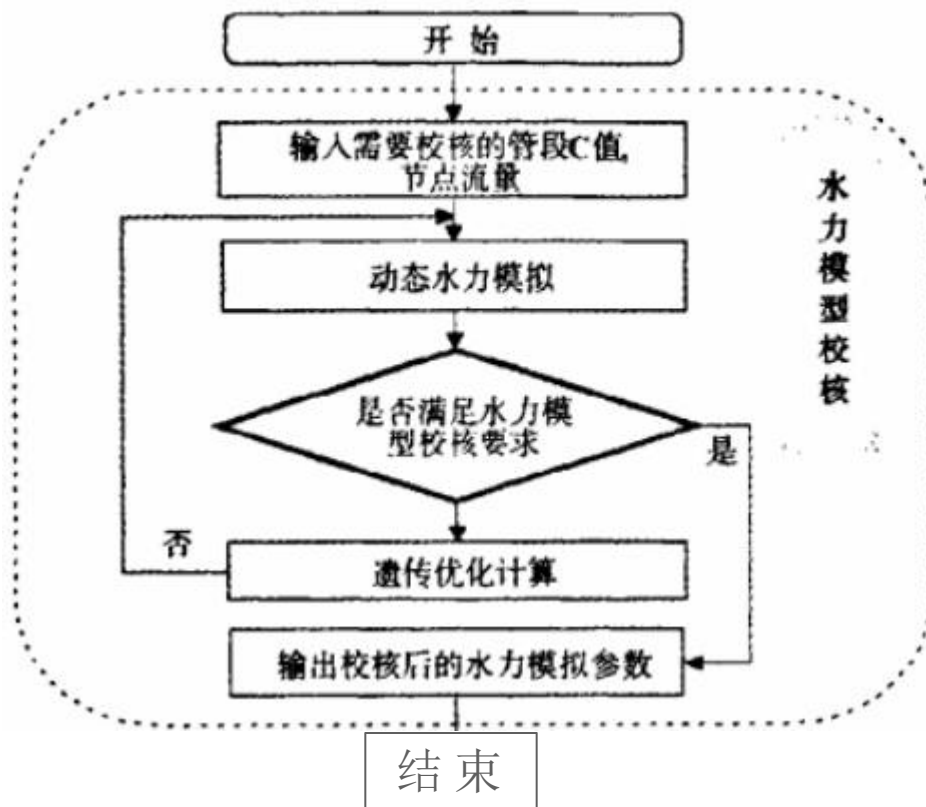 开 始
输入需要校核的管段C值,
节点流量
动态水力模拟
是否满足水力模
型校核要求
是
否
遗传优化计算
输出校核后的水力模拟参数
水力模型校核
结 束